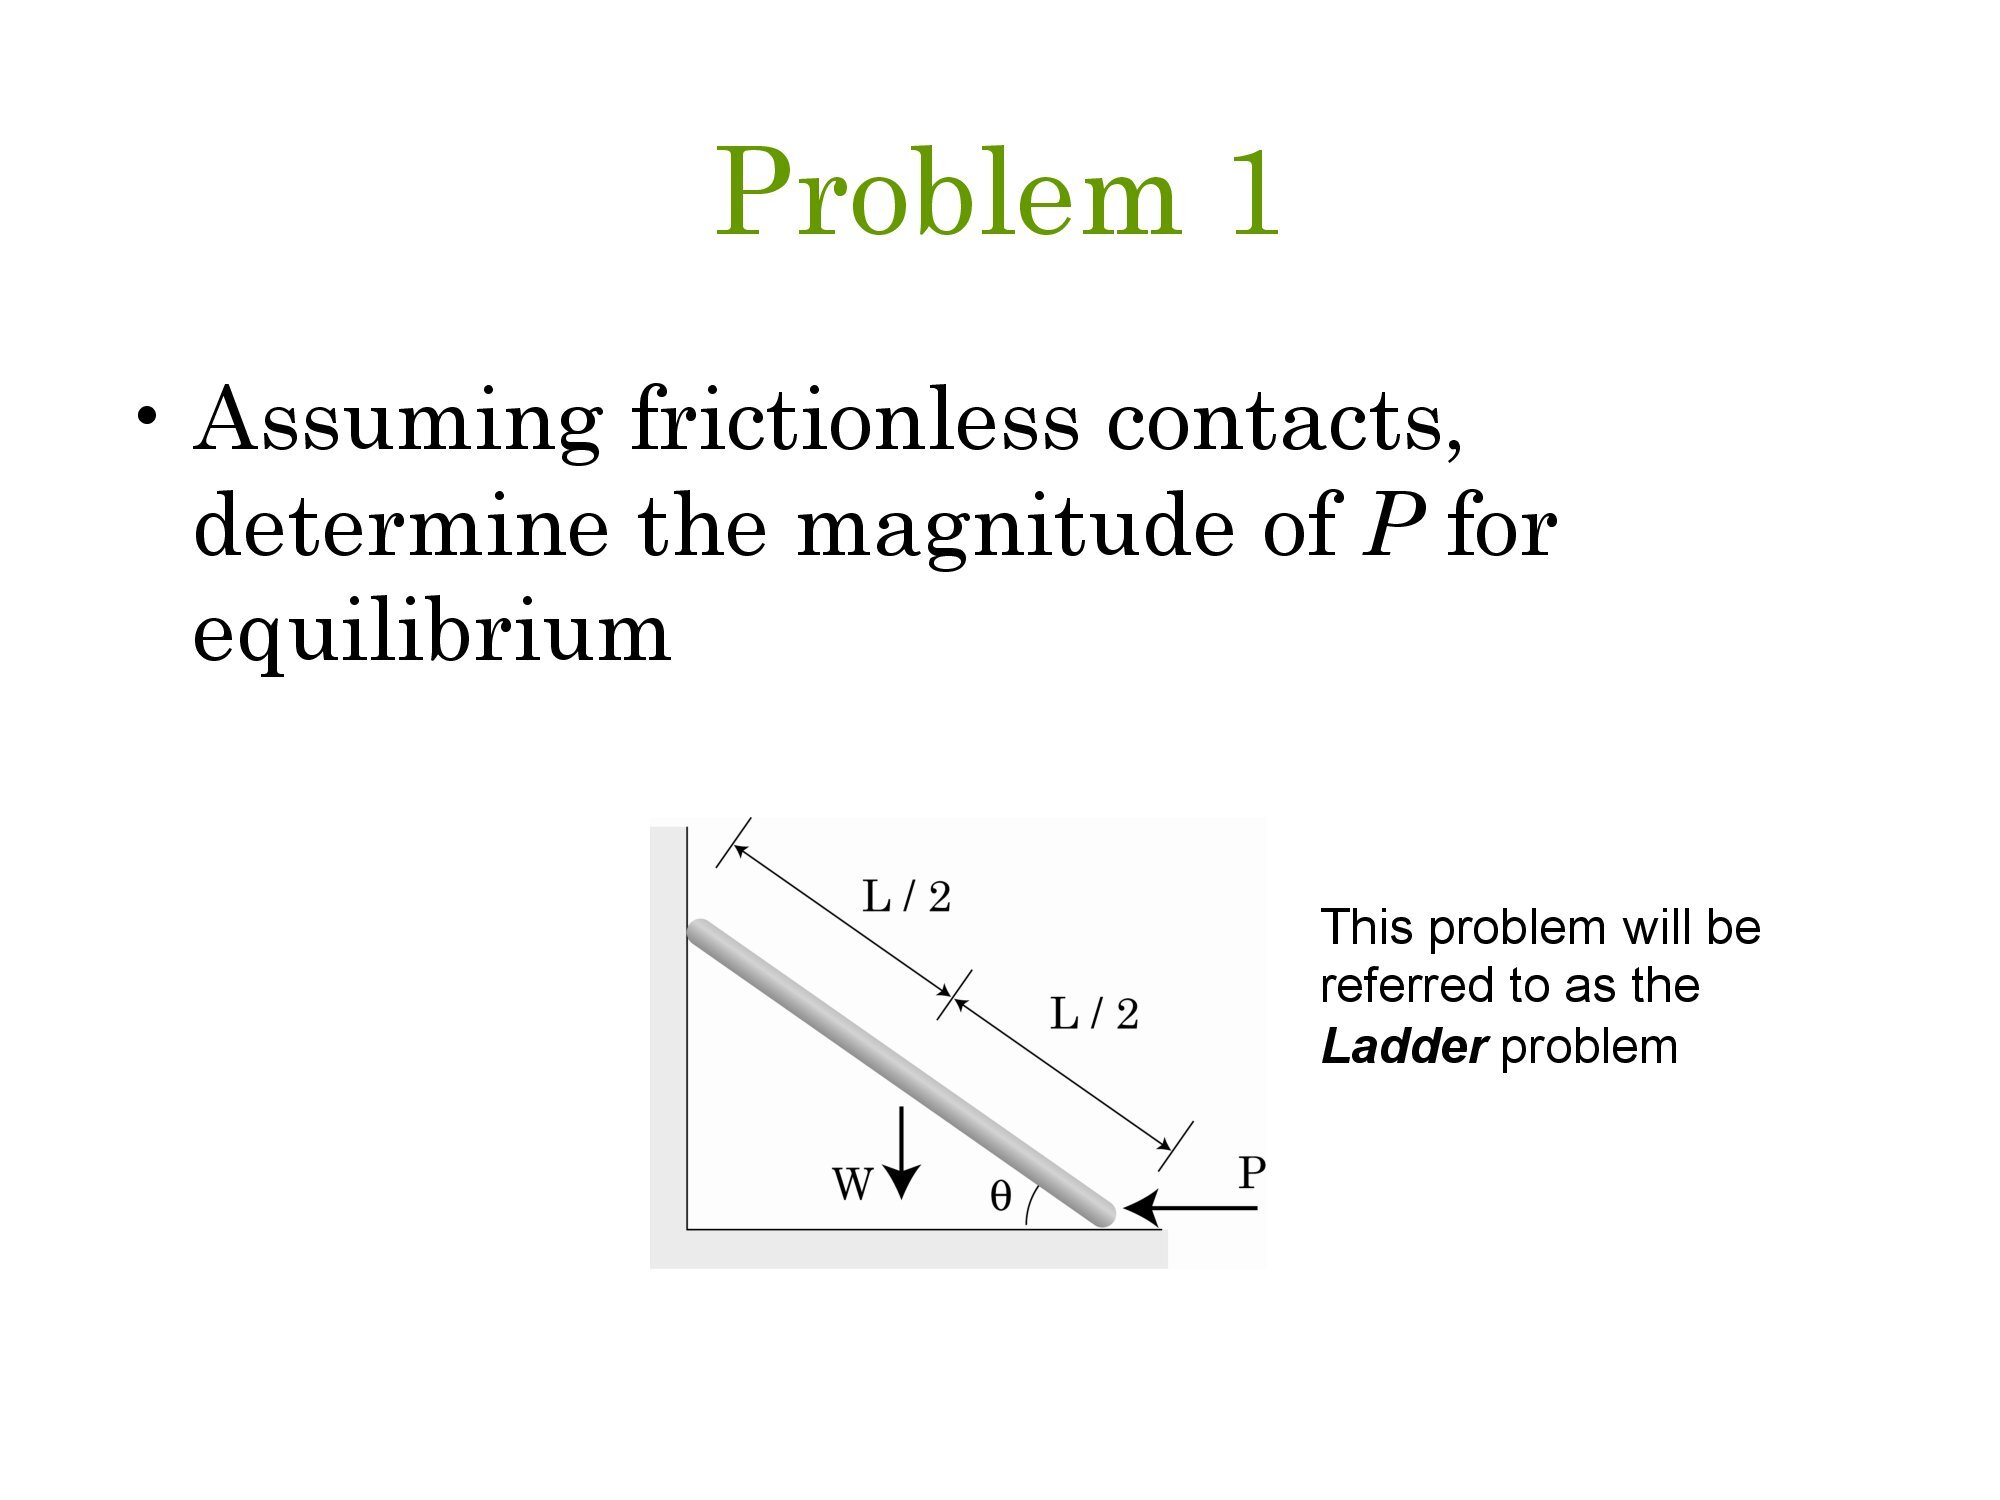 Problem 1
• Assuming frictionless contacts,
determine the magnitude of P for
equilibrium
L / 2
L / 2
W
θ
P
This problem will be
referred to as the
Ladder problem